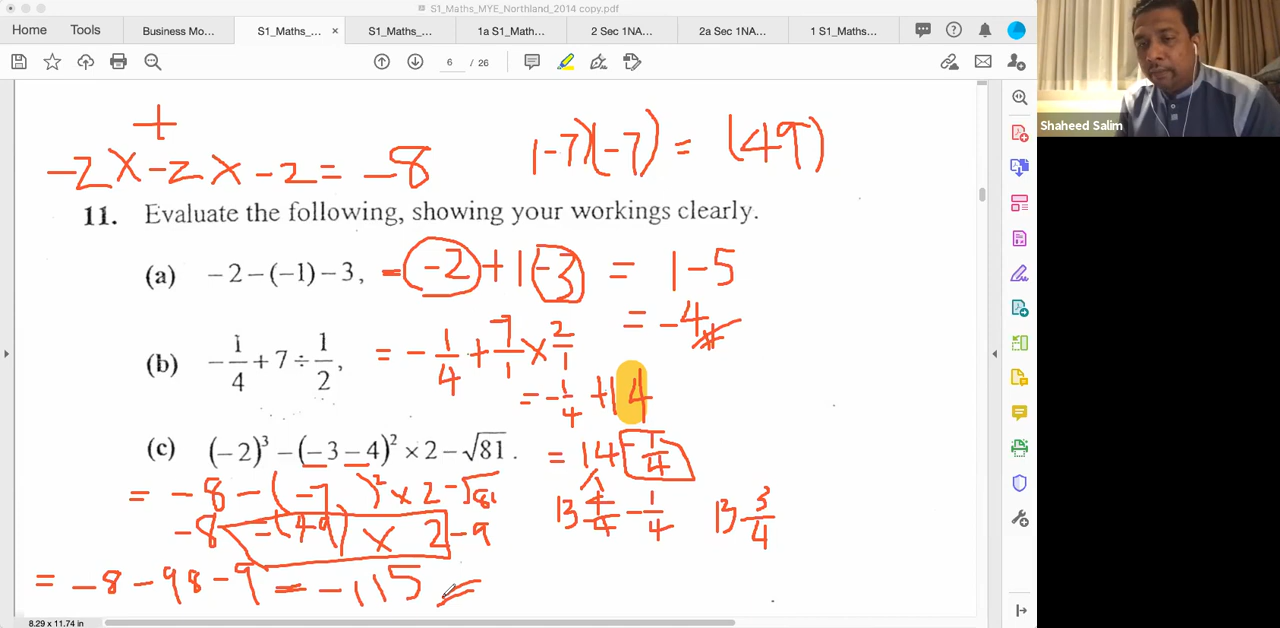 S1_Maths_MYE_Northland_2014 copy.pdf
Home Tools Business Mo... S1_Maths_... × S1_Maths_... 1a S1_Maths... 2 Sec 1NA... 2a Sec 1NA... 1 S1_Maths...
6 / 26
Shaheed Salim
+
-2 × -2 × -2 = -8
(-7)(-7) = (49)
11. Evaluate the following, showing your workings clearly.
(a) -2-(-1)-3, = -2 + 1 -3 = 1-5
= -4
(b) -1/4 + 7 ÷ 1/2, = -1/4 + 7/1 × 2/1
= -1/4 + 14
(c) (-2)³ - (-3-4)² × 2 - √81. = 14 - 1/4
= -8 - (-7)² × 2 - √81
13 4/4 - 1/4 13 3/4
-8 - (49) × 2 - 9
= -8 - 98 - 9 = -115
8.29 x 11.74 in